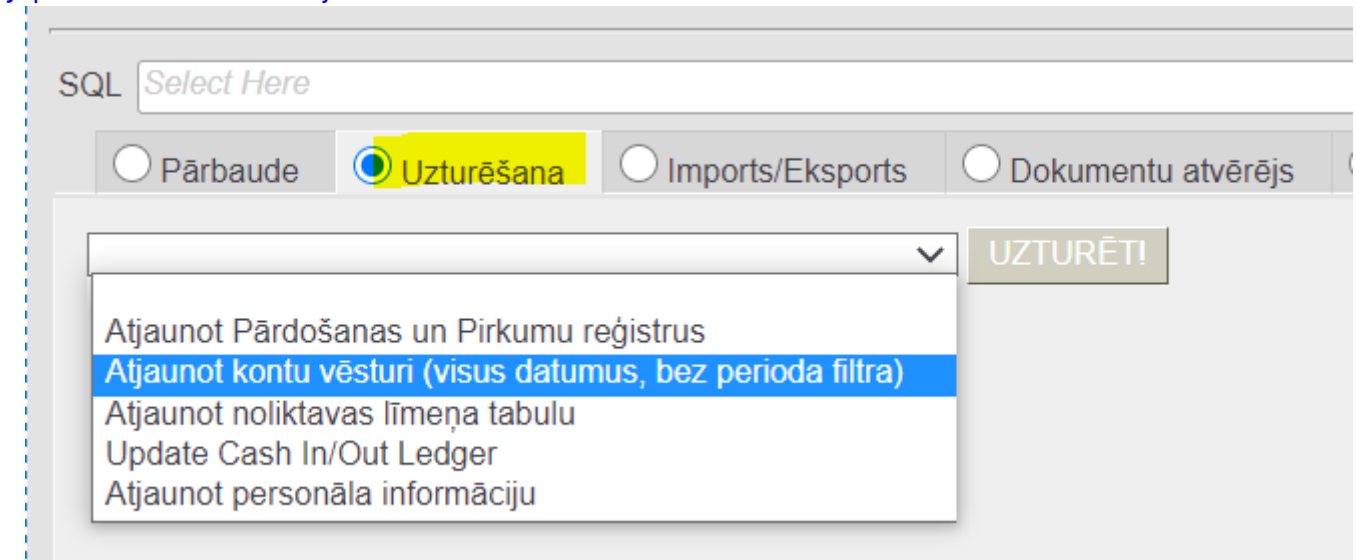 SQL Select Here
Pārbaude Uzturēšana Imports/Eksports Dokumentu atvērējs
UZTURĒT!
Atjaunot Pārdošanas un Pirkumu reģistrus
Atjaunot kontu vēsturi (visus datumus, bez perioda filtra)
Atjaunot noliktavas līmeņa tabulu
Update Cash In/Out Ledger
Atjaunot personāla informāciju